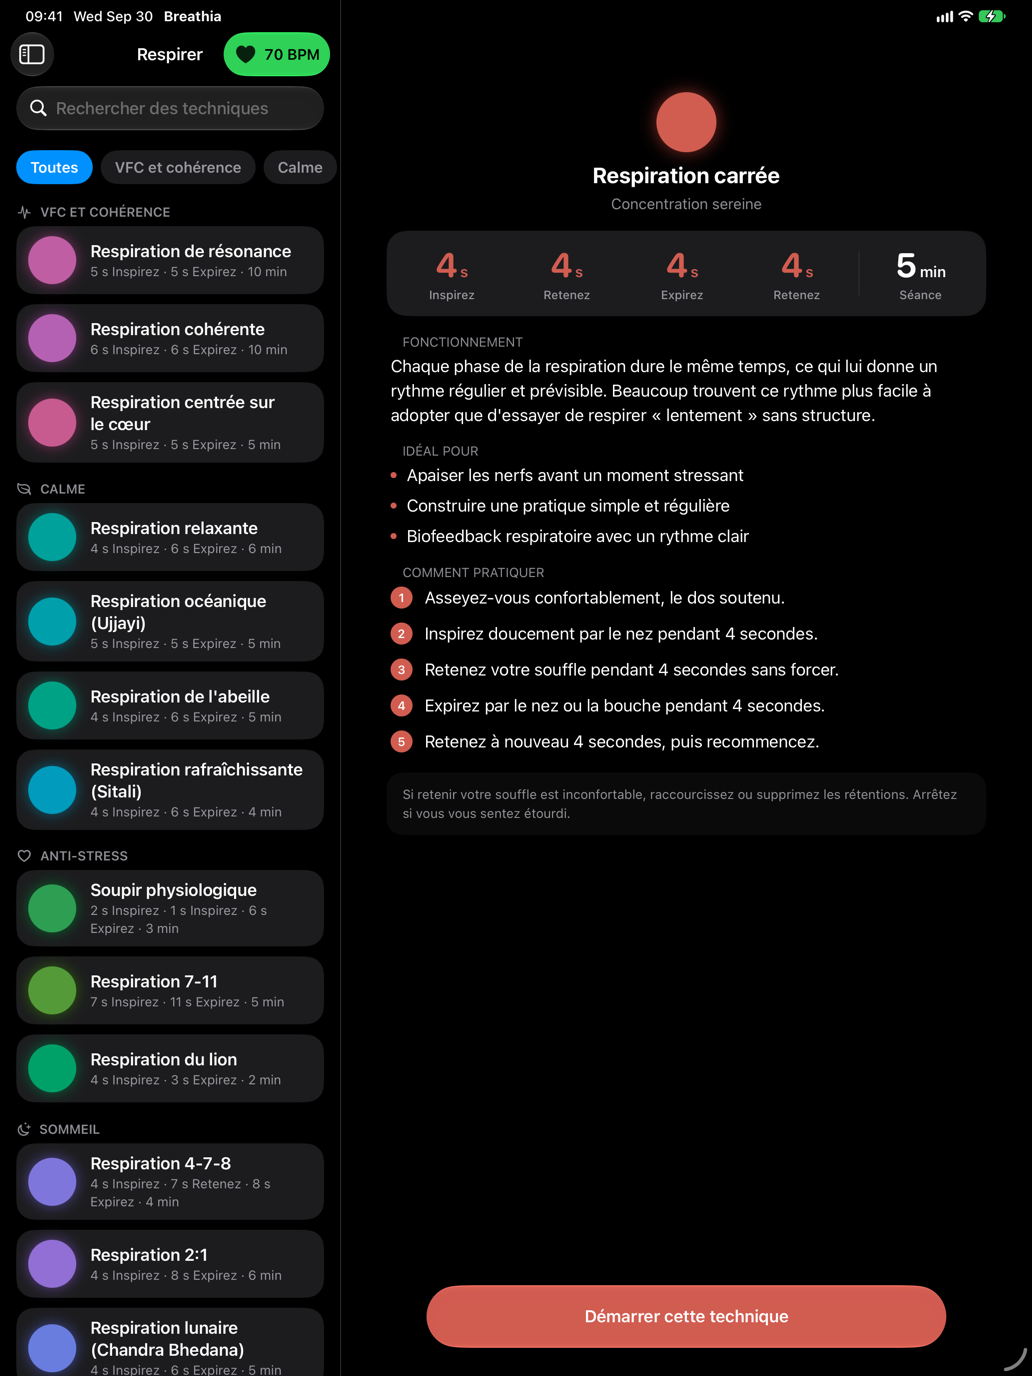 09:41 Wed Sep 30 Breathia
Respirer
70 BPM
Rechercher des techniques
Toutes
VFC et cohérence
Calme
VFC ET COHÉRENCE
Respiration de résonance
5 s Inspirez · 5 s Expirez · 10 min
Respiration cohérente
6 s Inspirez · 6 s Expirez · 10 min
Respiration centrée sur
le cœur
5 s Inspirez · 5 s Expirez · 5 min
CALME
Respiration relaxante
4 s Inspirez · 6 s Expirez · 6 min
Respiration océanique
(Ujjayi)
5 s Inspirez · 5 s Expirez · 5 min
Respiration de l'abeille
4 s Inspirez · 6 s Expirez · 5 min
Respiration rafraîchissante
(Sitali)
4 s Inspirez · 6 s Expirez · 4 min
ANTI-STRESS
Soupir physiologique
2 s Inspirez · 1 s Inspirez · 6 s
Expirez · 3 min
Respiration 7-11
7 s Inspirez · 11 s Expirez · 5 min
Respiration du lion
4 s Inspirez · 3 s Expirez · 2 min
SOMMEIL
Respiration 4-7-8
4 s Inspirez · 7 s Retenez · 8 s
Expirez · 4 min
Respiration 2:1
4 s Inspirez · 8 s Expirez · 6 min
Respiration lunaire
(Chandra Bhedana)
4 s Inspirez · 6 s Expirez · 5 min
Respiration carrée
Concentration sereine
4 s
Inspirez
4 s
Retenez
4 s
Expirez
4 s
Retenez
5 min
Séance
FONCTIONNEMENT
Chaque phase de la respiration dure le même temps, ce qui lui donne un
rythme régulier et prévisible. Beaucoup trouvent ce rythme plus facile à
adopter que d'essayer de respirer « lentement » sans structure.
IDÉAL POUR
• Apaiser les nerfs avant un moment stressant
• Construire une pratique simple et régulière
• Biofeedback respiratoire avec un rythme clair
COMMENT PRATIQUER
1 Asseyez-vous confortablement, le dos soutenu.
2 Inspirez doucement par le nez pendant 4 secondes.
3 Retenez votre souffle pendant 4 secondes sans forcer.
4 Expirez par le nez ou la bouche pendant 4 secondes.
5 Retenez à nouveau 4 secondes, puis recommencez.
Si retenir votre souffle est inconfortable, raccourcissez ou supprimez les rétentions. Arrêtez
si vous vous sentez étourdi.
Démarrer cette technique